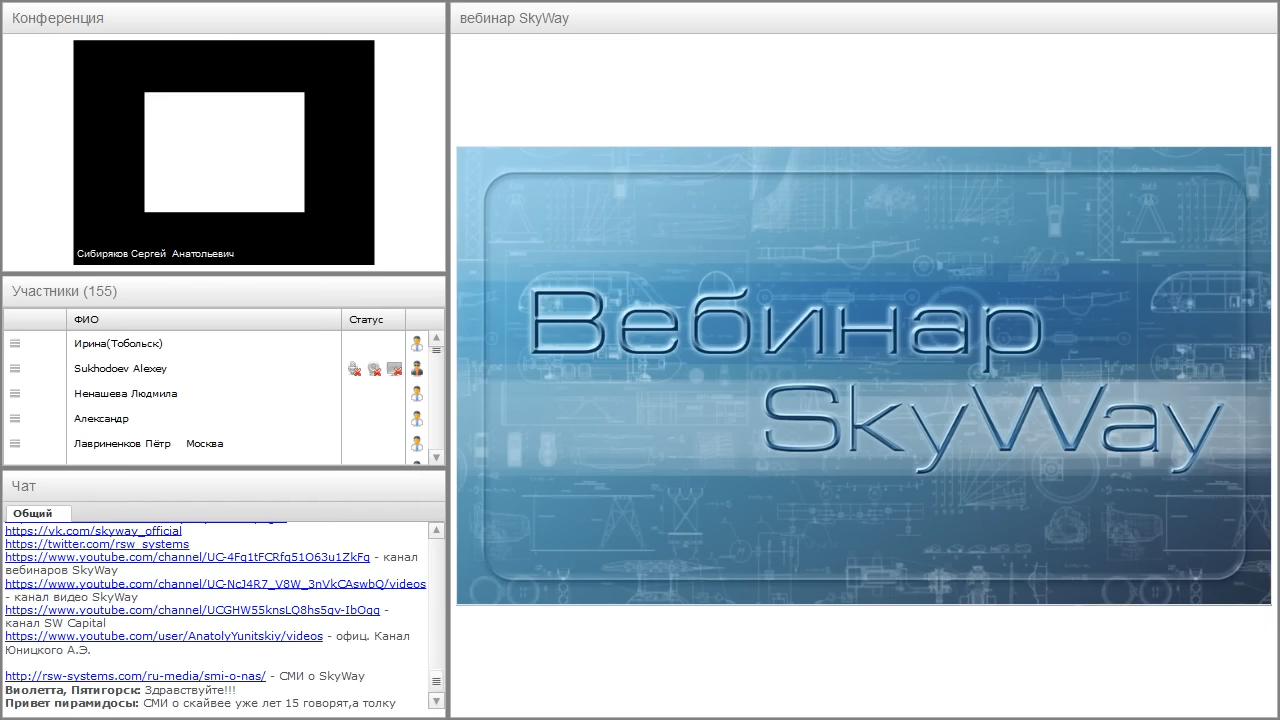 Конференция
Сибиряков Сергей Анатольевич
Участники (155)
ФИО Статус
Ирина(Тобольск)
Sukhodoev Alexey
Ненашева Людмила
Александр
Лавриненков Пётр Москва
Чат
Общий
https://vk.com/skyway_official
https://twitter.com/rsw_systems
https://www.youtube.com/channel/UC-4Fq1tFCRfq51O63u1ZkFg - канал
вебинаров SkyWay
https://www.youtube.com/channel/UC-NcJ4R7_V8W_3nVkCAswbQ/videos
- канал видео SkyWay
https://www.youtube.com/channel/UCGHW55knsLQ8hs5gv-IbOqg -
канал SW Capital
https://www.youtube.com/user/AnatolyYunitskiy/videos - офиц. Канал
Юницкого А.Э.
http://rsw-systems.com/ru-media/smi-o-nas/ - СМИ о SkyWay
Виолетта, Пятигорск: Здравствуйте!!!
Привет пирамидосы: СМИ о скайвее уже лет 15 говорят,а толку
вебинар SkyWay
Вебинар
SkyWay